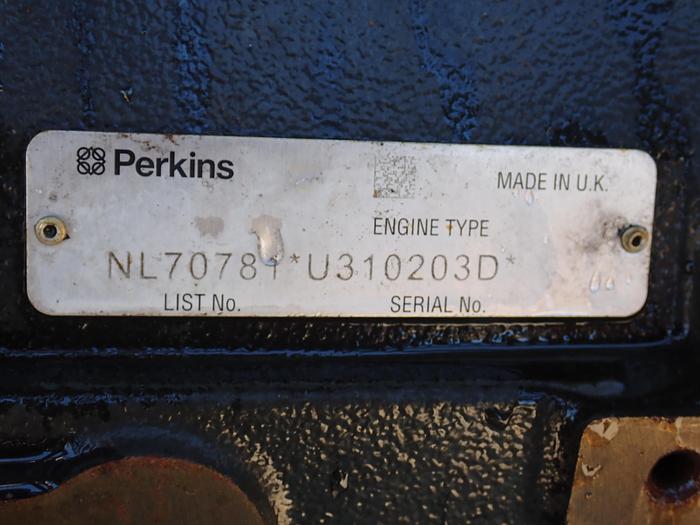 Perkins
MADE IN U.K.
ENGINE TYPE
NL70781*U310203D*
LIST No. SERIAL No.